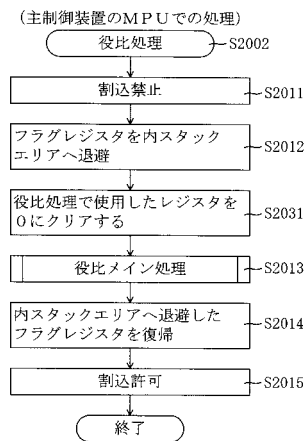 (主制御装置のMPUでの処理)
役比処理
S2002
割込禁止
S2011
フラグレジスタを内スタック
エリアへ退避
S2012
役比処理で使用したレジスタを
0にクリアする
S2031
役比メイン処理
S2013
内スタックエリアへ退避した
フラグレジスタを復帰
S2014
割込許可
S2015
終了